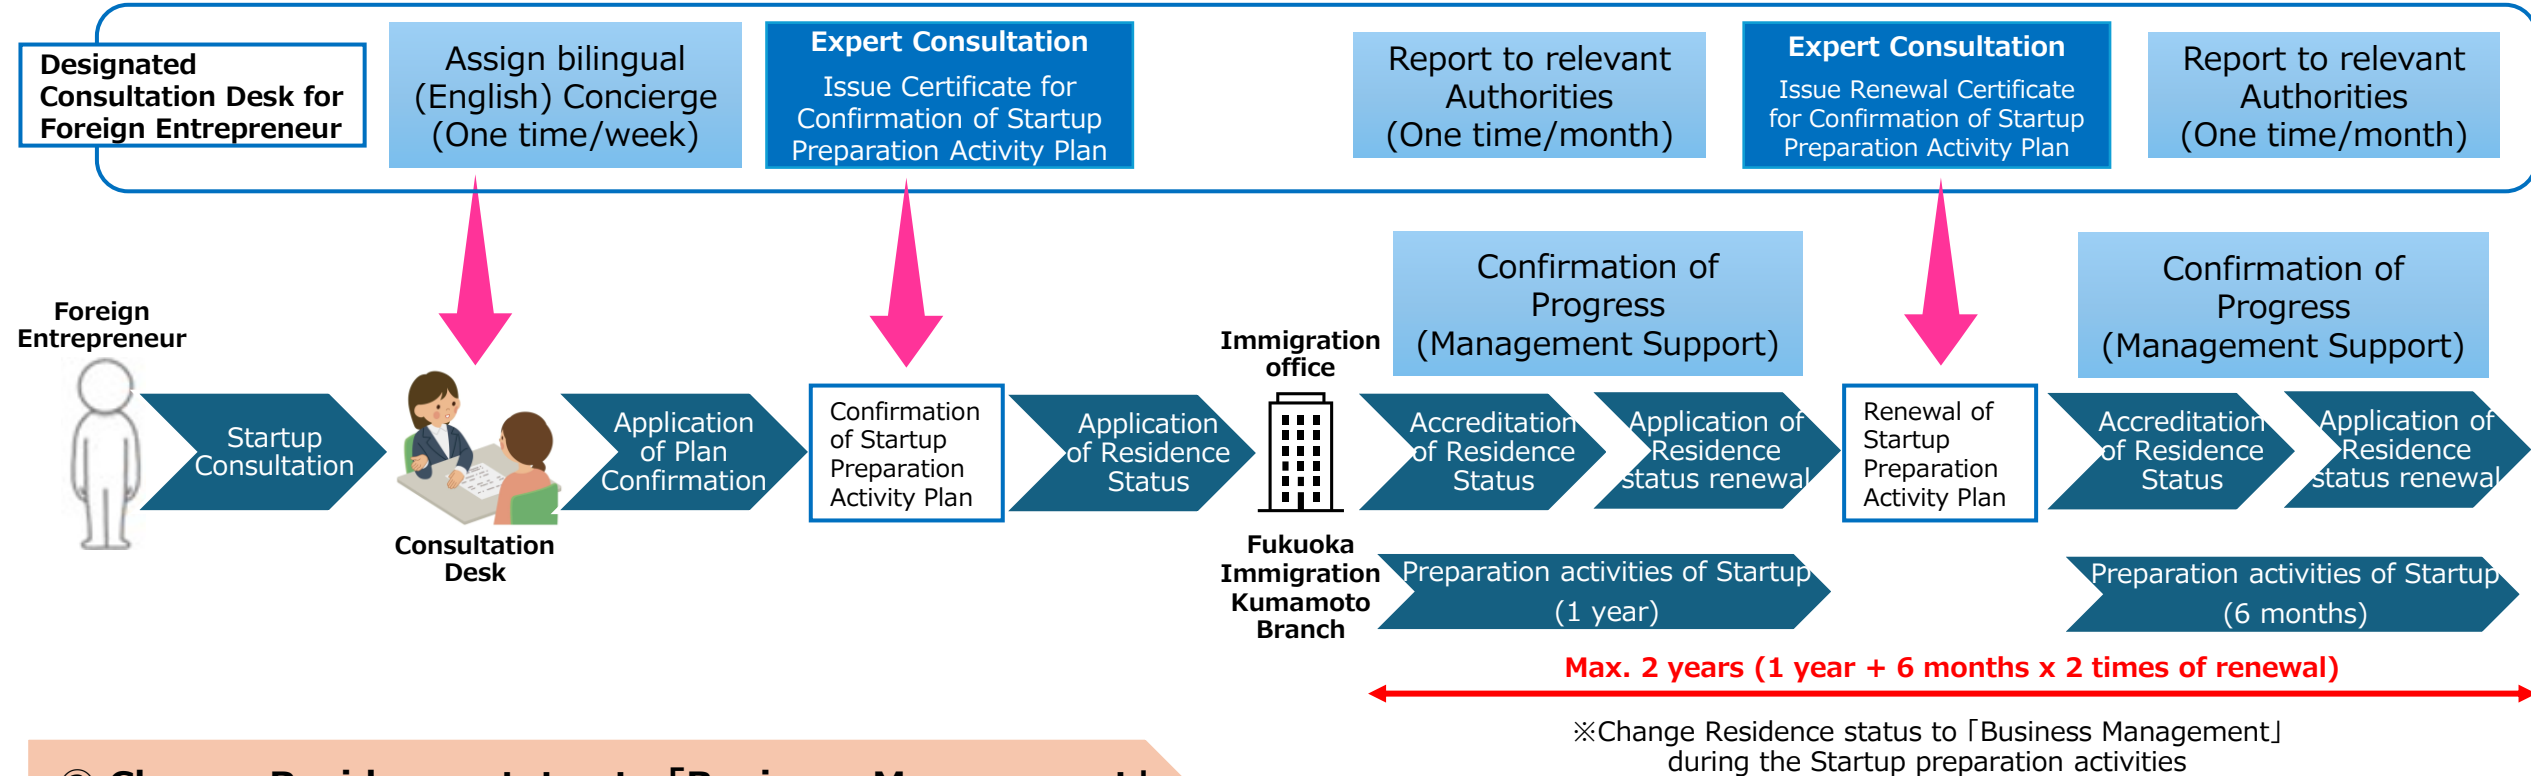 Designated
Consultation Desk for
Foreign Entrepreneur
Assign bilingual
(English) Concierge
(One time/week)
Expert Consultation
Issue Certificate for
Confirmation of Startup
Preparation Activity Plan
Report to relevant
Authorities
(One time/month)
Expert Consultation
Issue Renewal Certificate
for Confirmation of Startup
Preparation Activity Plan
Report to relevant
Authorities
(One time/month)
Confirmation of
Progress
(Management Support)
Confirmation of
Progress
(Management Support)
Foreign
Entrepreneur
Startup
Consultation
Consultation
Desk
Application
of Plan
Confirmation
Confirmation
of Startup
Preparation
Activity Plan
Application
of Residence
Status
Immigration
office
Fukuoka
Immigration
Kumamoto
Branch
Accreditation
of Residence
Status
Application of
Residence
status renewal
Renewal of
Startup
Preparation
Activity Plan
Accreditation
of Residence
Status
Application of
Residence
status renewal
Preparation activities of Startup
(1 year)
Preparation activities of Startup
(6 months)
Max. 2 years (1 year + 6 months x 2 times of renewal)
※Change Residence status to「Business Management」
during the Startup preparation activities
Change Residence status to「Business Management」